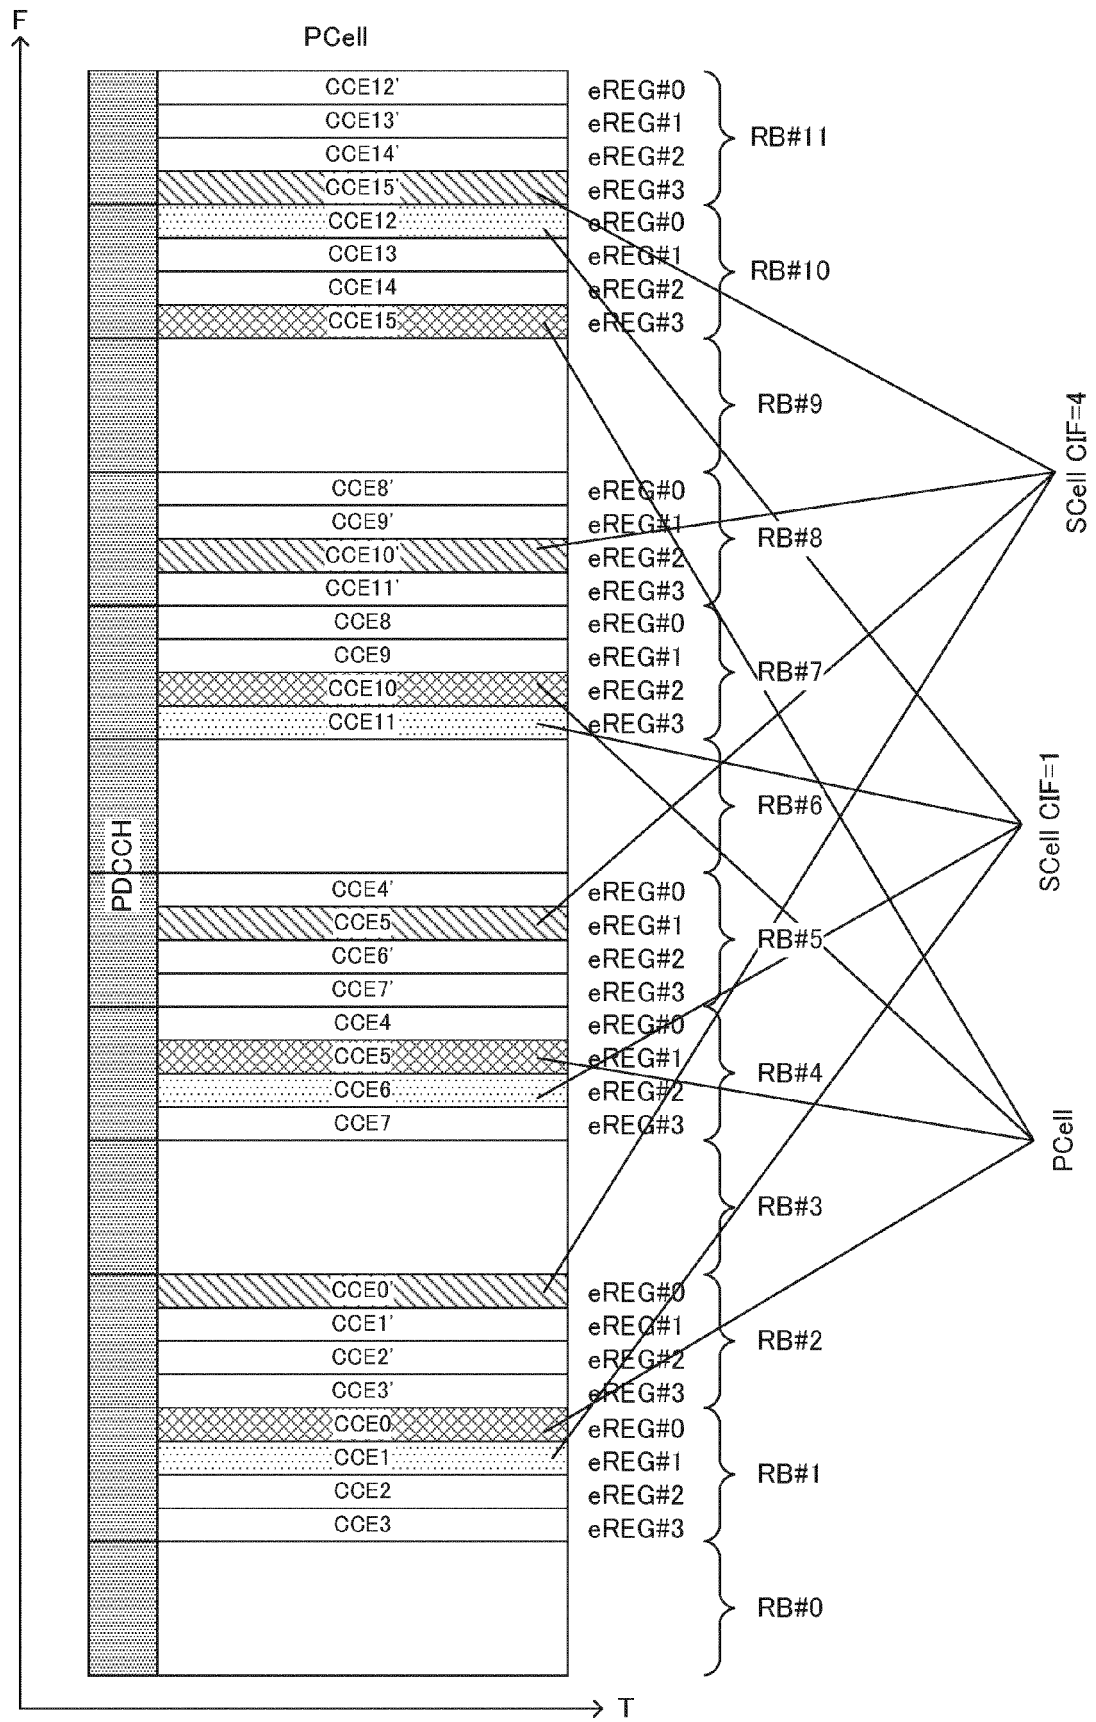 F
PCell
CCE12' eREG#0
CCE13' eREG#1
RB#11
CCE14' eREG#2
CCE15' eREG#3
CCE12 eREG#0
CCE13 eREG#1
RB#10
CCE14 eREG#2
CCE15 eREG#3
RB#9
SCell CIF=4
CCE8' eREG#0
CCE9' eREG#1
RB#8
CCE10' eREG#2
CCE11' eREG#3
CCE8 eREG#0
CCE9 eREG#1
RB#7
CCE10 eREG#2
CCE11 eREG#3
RB#6
SCell CIF=1
PDCCH
CCE4' eREG#0
CCE5 eREG#1
RB#5
CCE6' eREG#2
CCE7' eREG#3
CCE4 eREG#0
CCE5 eREG#1
RB#4
CCE6 eREG#2
CCE7 eREG#3
PCell
RB#3
CCE0' eREG#0
CCE1' eREG#1
RB#2
CCE2' eREG#2
CCE3' eREG#3
CCE0 eREG#0
CCE1 eREG#1
RB#1
CCE2 eREG#2
CCE3 eREG#3
RB#0
T